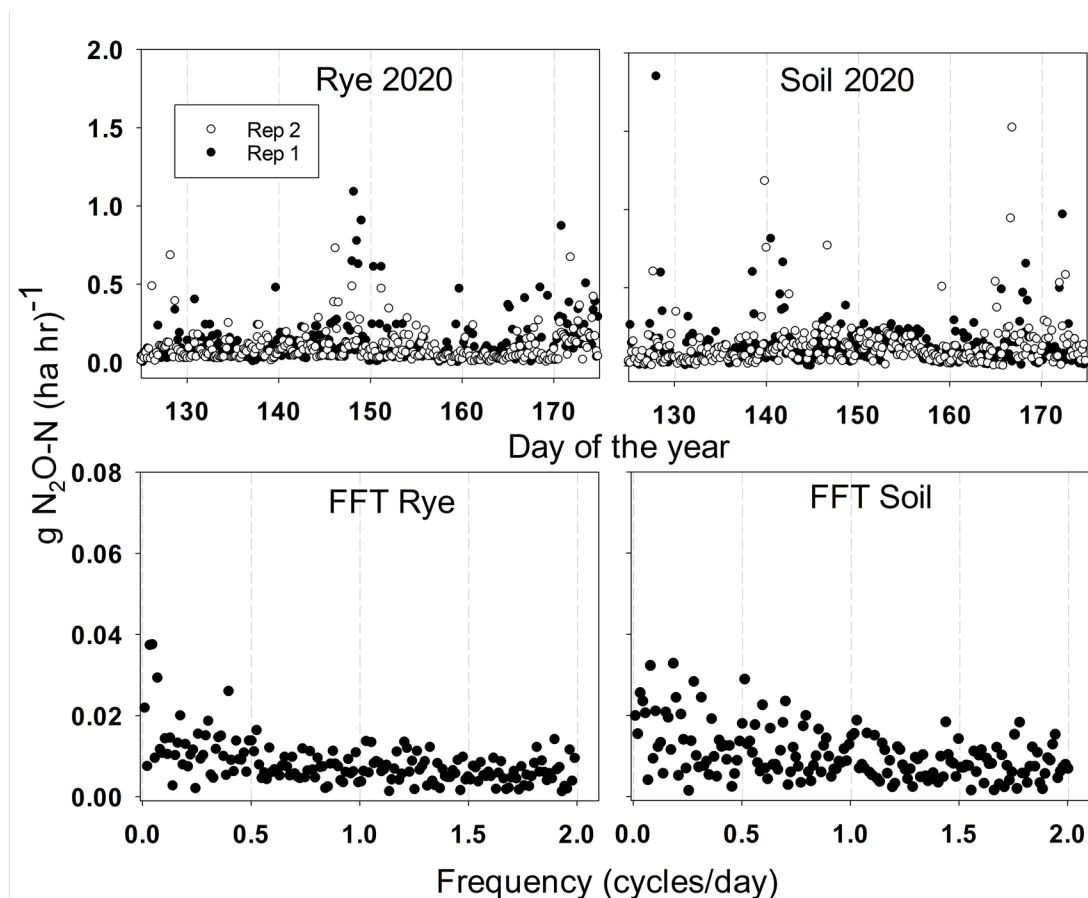 Rye 2020
Soil 2020
Rep 2
Rep 1
2.0
1.5
1.0
0.5
0.0
130 140 150 160 170
130 140 150 160 170
Day of the year
g N₂O-N (ha hr)⁻¹
FFT Rye
FFT Soil
0.08
0.06
0.04
0.02
0.00
0.0 0.5 1.0 1.5 2.0
0.0 0.5 1.0 1.5 2.0
Frequency (cycles/day)